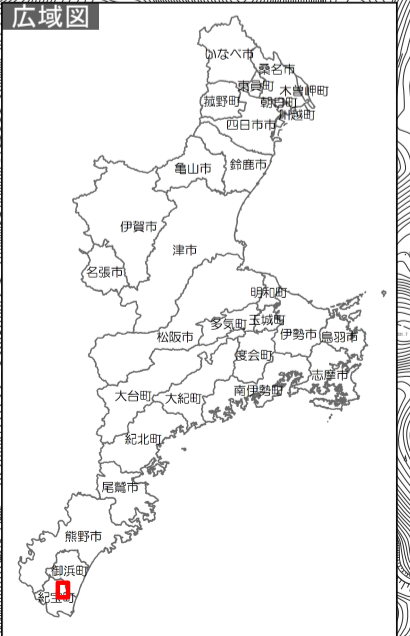 広域図
いなべ市
桑名市
東員町
木曽岬町
菰野町
朝日町
川越町
四日市市
亀山市
鈴鹿市
伊賀市
津市
名張市
明和町
多気町
玉城町
松阪市
伊勢市
鳥羽市
度会町
志摩市
大台町
大紀町
南伊勢町
紀北町
尾鷲市
熊野市
御浜町
紀宝町